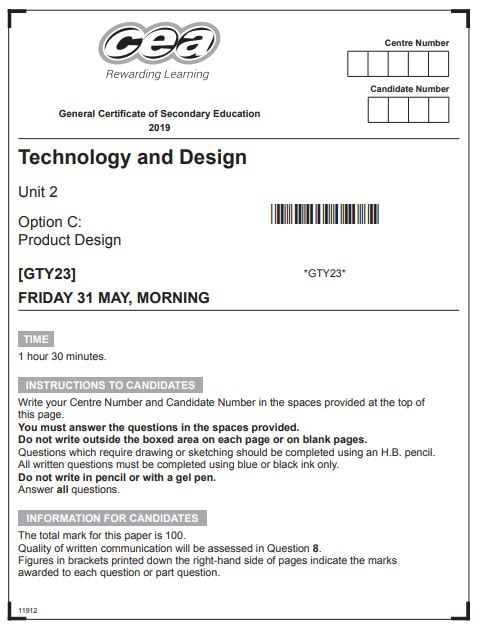 cea
Rewarding Learning
Centre Number
Candidate Number
General Certificate of Secondary Education
2019
Technology and Design
Unit 2
Option C:
Product Design
[GTY23]
*GTY23*
FRIDAY 31 MAY, MORNING
TIME
1 hour 30 minutes.
INSTRUCTIONS TO CANDIDATES
Write your Centre Number and Candidate Number in the spaces provided at the top of
this page.
You must answer the questions in the spaces provided.
Do not write outside the boxed area on each page or on blank pages.
Questions which require drawing or sketching should be completed using an H.B. pencil.
All written questions must be completed using blue or black ink only.
Do not write in pencil or with a gel pen.
Answer all questions.
INFORMATION FOR CANDIDATES
The total mark for this paper is 100.
Quality of written communication will be assessed in Question 8.
Figures in brackets printed down the right-hand side of pages indicate the marks
awarded to each question or part question.
11912